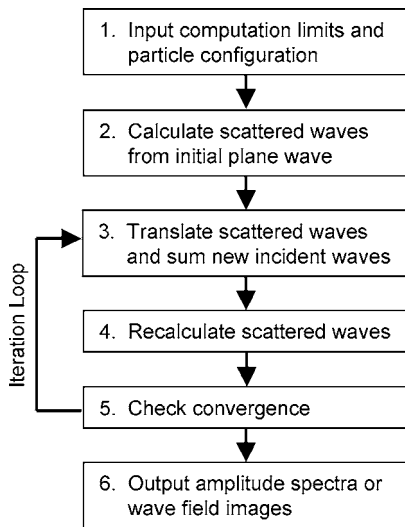 1. Input computation limits and
particle configuration
2. Calculate scattered waves
from initial plane wave
3. Translate scattered waves
and sum new incident waves
Iteration Loop
4. Recalculate scattered waves
5. Check convergence
6. Output amplitude spectra or
wave field images